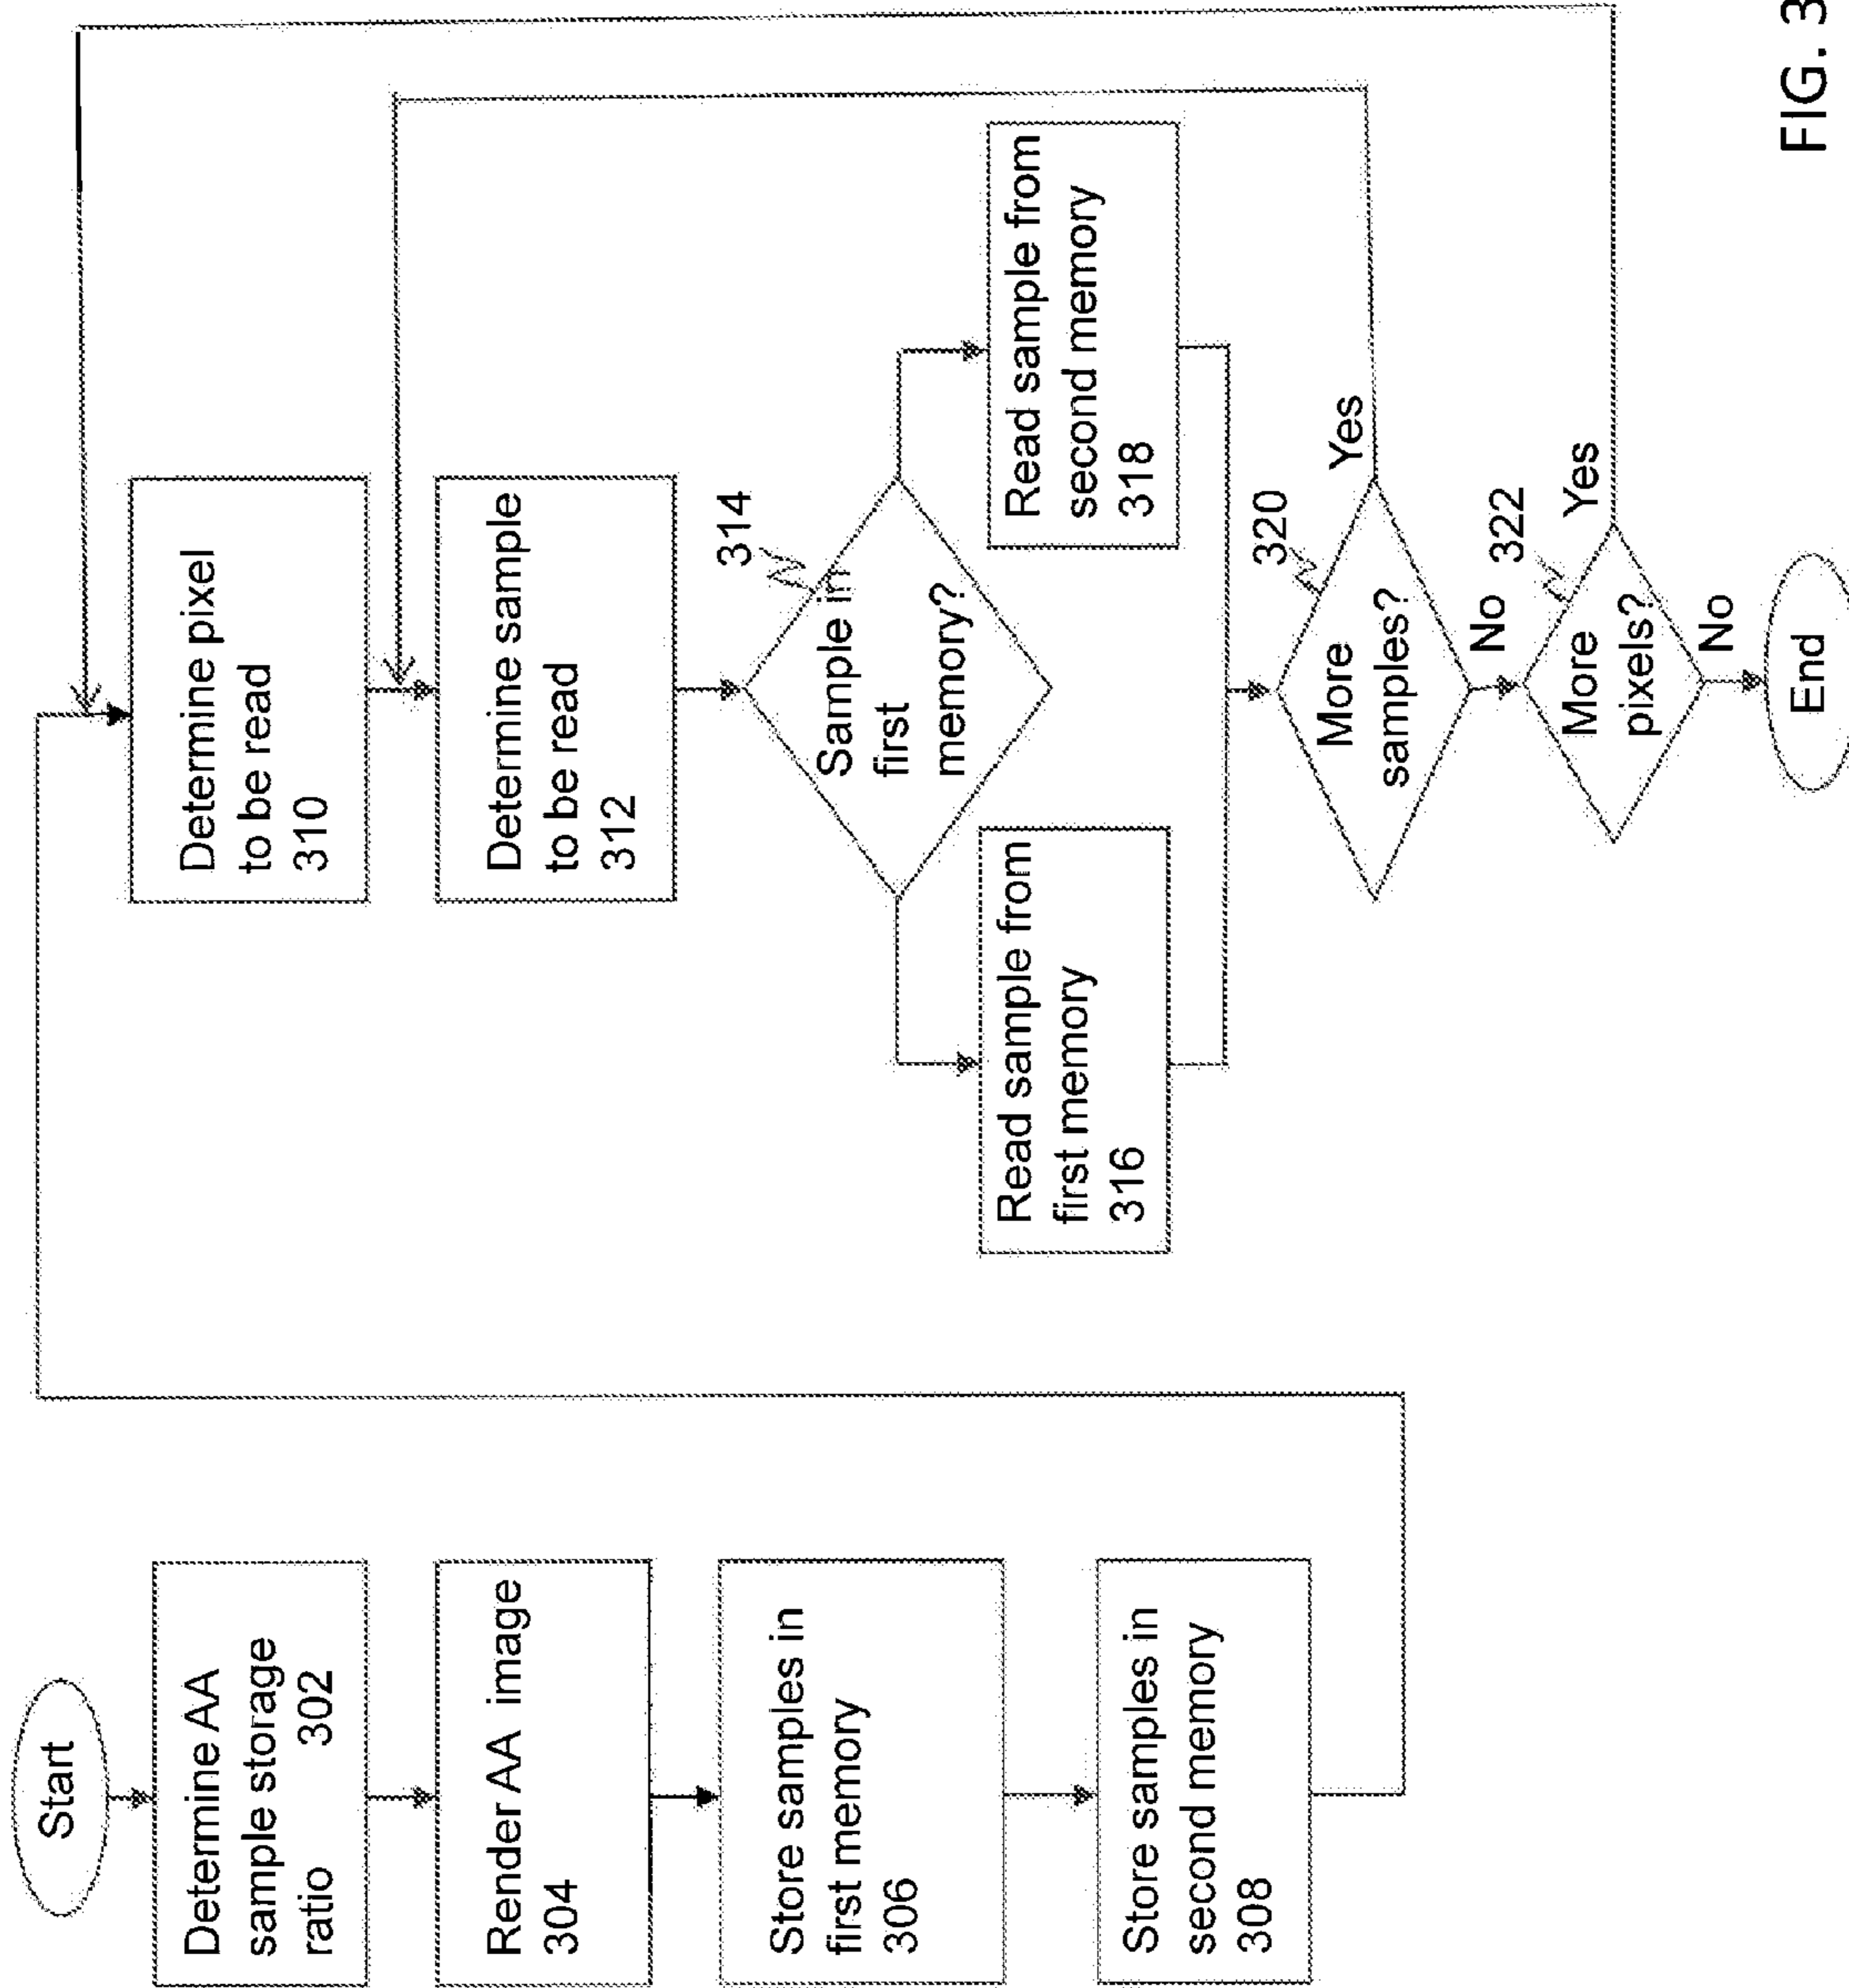 Start
Determine AA
sample storage
ratio 302
Render AA image
304
Store samples in
first memory
306
Store samples in
second memory
308
Determine pixel
to be read
310
Determine sample
to be read
312
314
Sample in
first
memory?
Read sample from
first memory
316
Read sample from
second memory
318
320
More
samples?
Yes
No
322
More
pixels?
Yes
No
End
FIG. 3